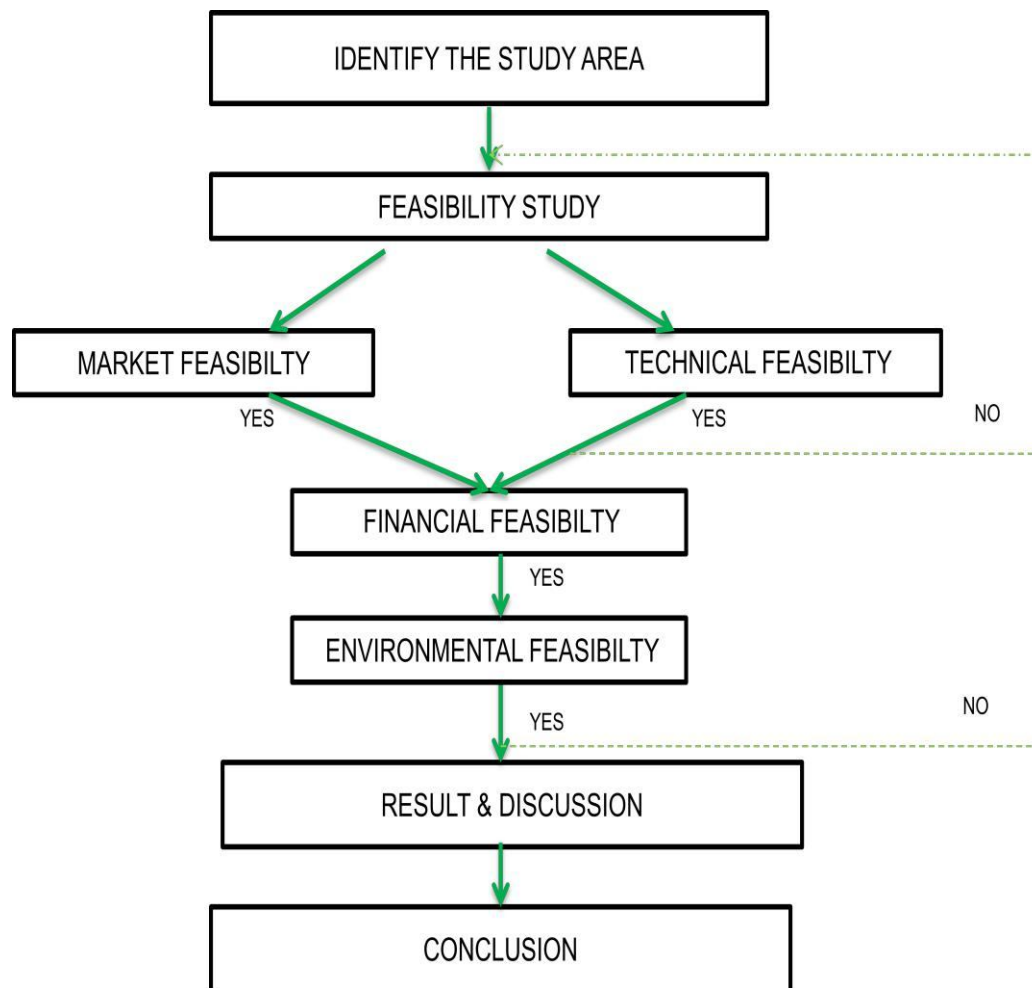 IDENTIFY THE STUDY AREA
FEASIBILITY STUDY
MARKET FEASIBILTY
TECHNICAL FEASIBILTY
YES
YES
NO
FINANCIAL FEASIBILTY
YES
ENVIRONMENTAL FEASIBILTY
YES
NO
RESULT & DISCUSSION
CONCLUSION